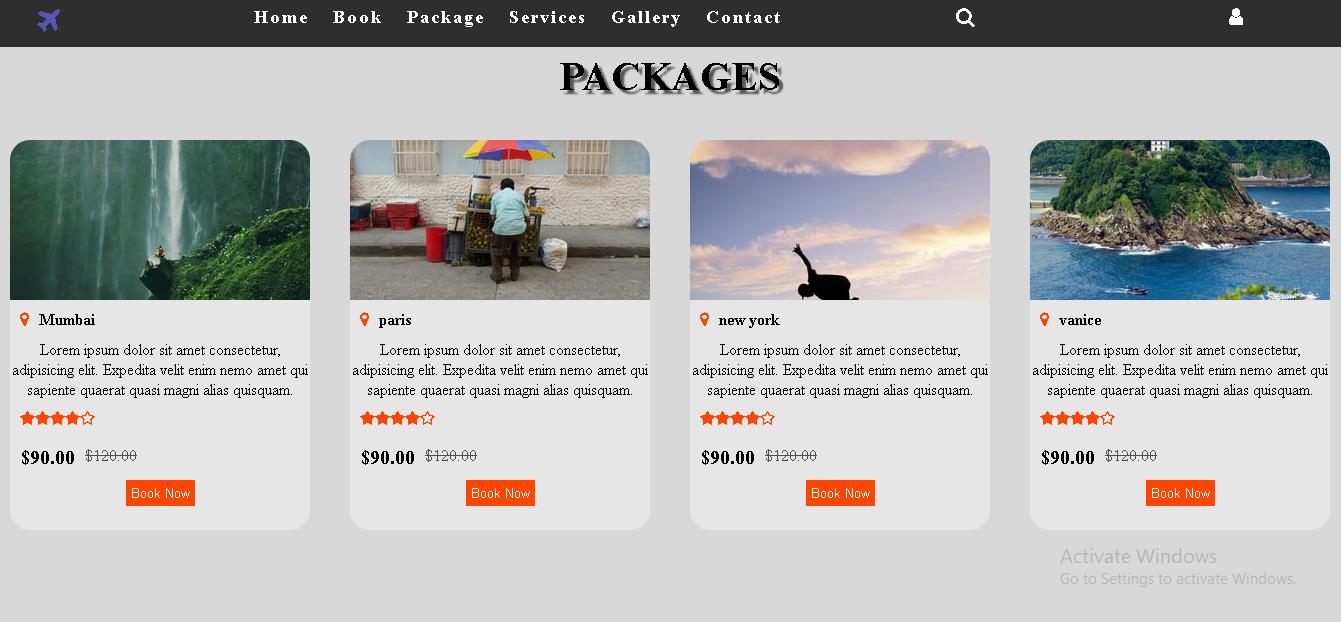 Home Book Package Services Gallery Contact
PACKAGES
Mumbai
Lorem ipsum dolor sit amet consectetur,
adipisicing elit. Expedita velit enim nemo amet qui
sapiente quaerat quasi magni alias quisquam.
$90.00 $120.00
Book Now
paris
Lorem ipsum dolor sit amet consectetur,
adipisicing elit. Expedita velit enim nemo amet qui
sapiente quaerat quasi magni alias quisquam.
$90.00 $120.00
Book Now
new york
Lorem ipsum dolor sit amet consectetur,
adipisicing elit. Expedita velit enim nemo amet qui
sapiente quaerat quasi magni alias quisquam.
$90.00 $120.00
Book Now
vanice
Lorem ipsum dolor sit amet consectetur,
adipisicing elit. Expedita velit enim nemo amet qui
sapiente quaerat quasi magni alias quisquam.
$90.00 $120.00
Book Now
Activate Windows
Go to Settings to activate Windows.